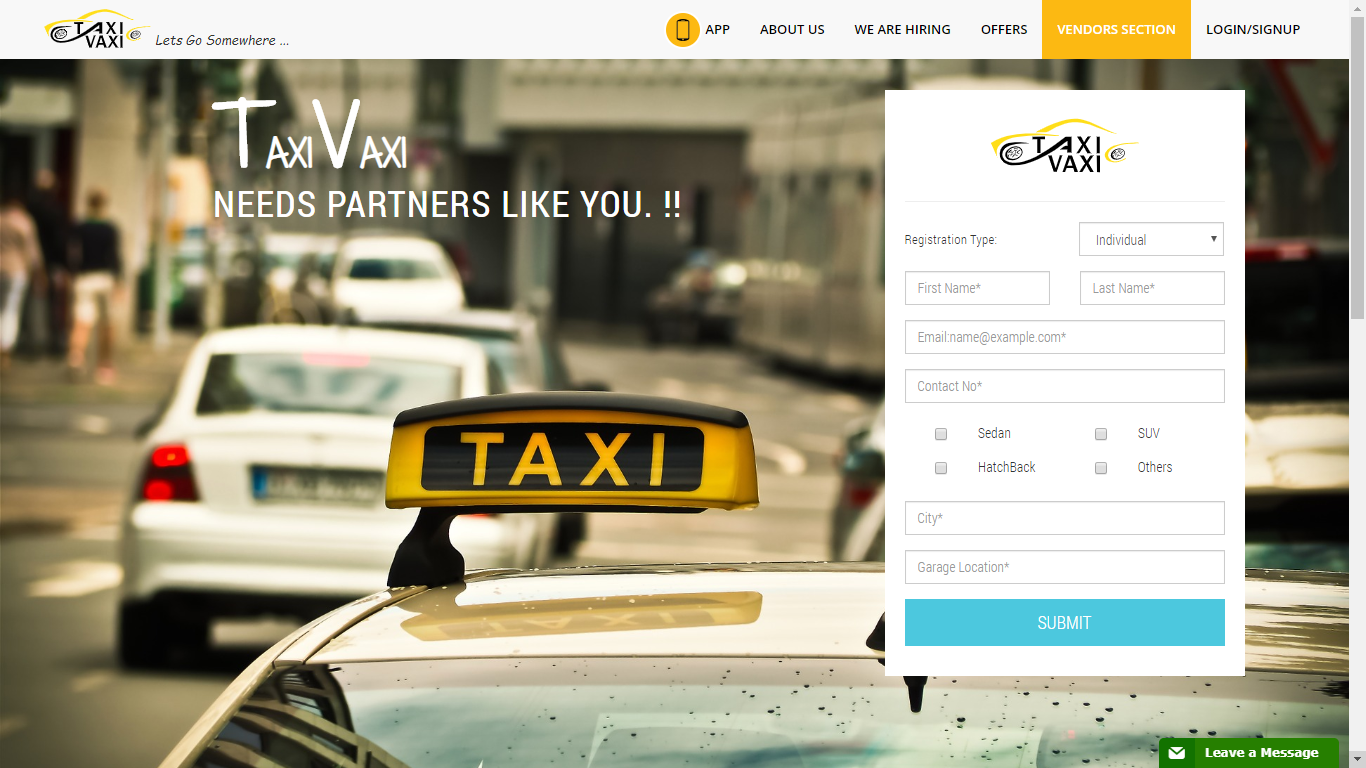 TAXI VAXI Lets Go Somewhere ... APP ABOUT US WE ARE HIRING OFFERS VENDORS SECTION LOGIN/SIGNUP
TAXI VAXI
NEEDS PARTNERS LIKE YOU. !!
TAXI
TAXI
VAXI
Registration Type: Individual
First Name* Last Name*
Email:name@example.com*
Contact No*
Sedan SUV
HatchBack Others
City*
Garage Location*
SUBMIT
Leave a Message